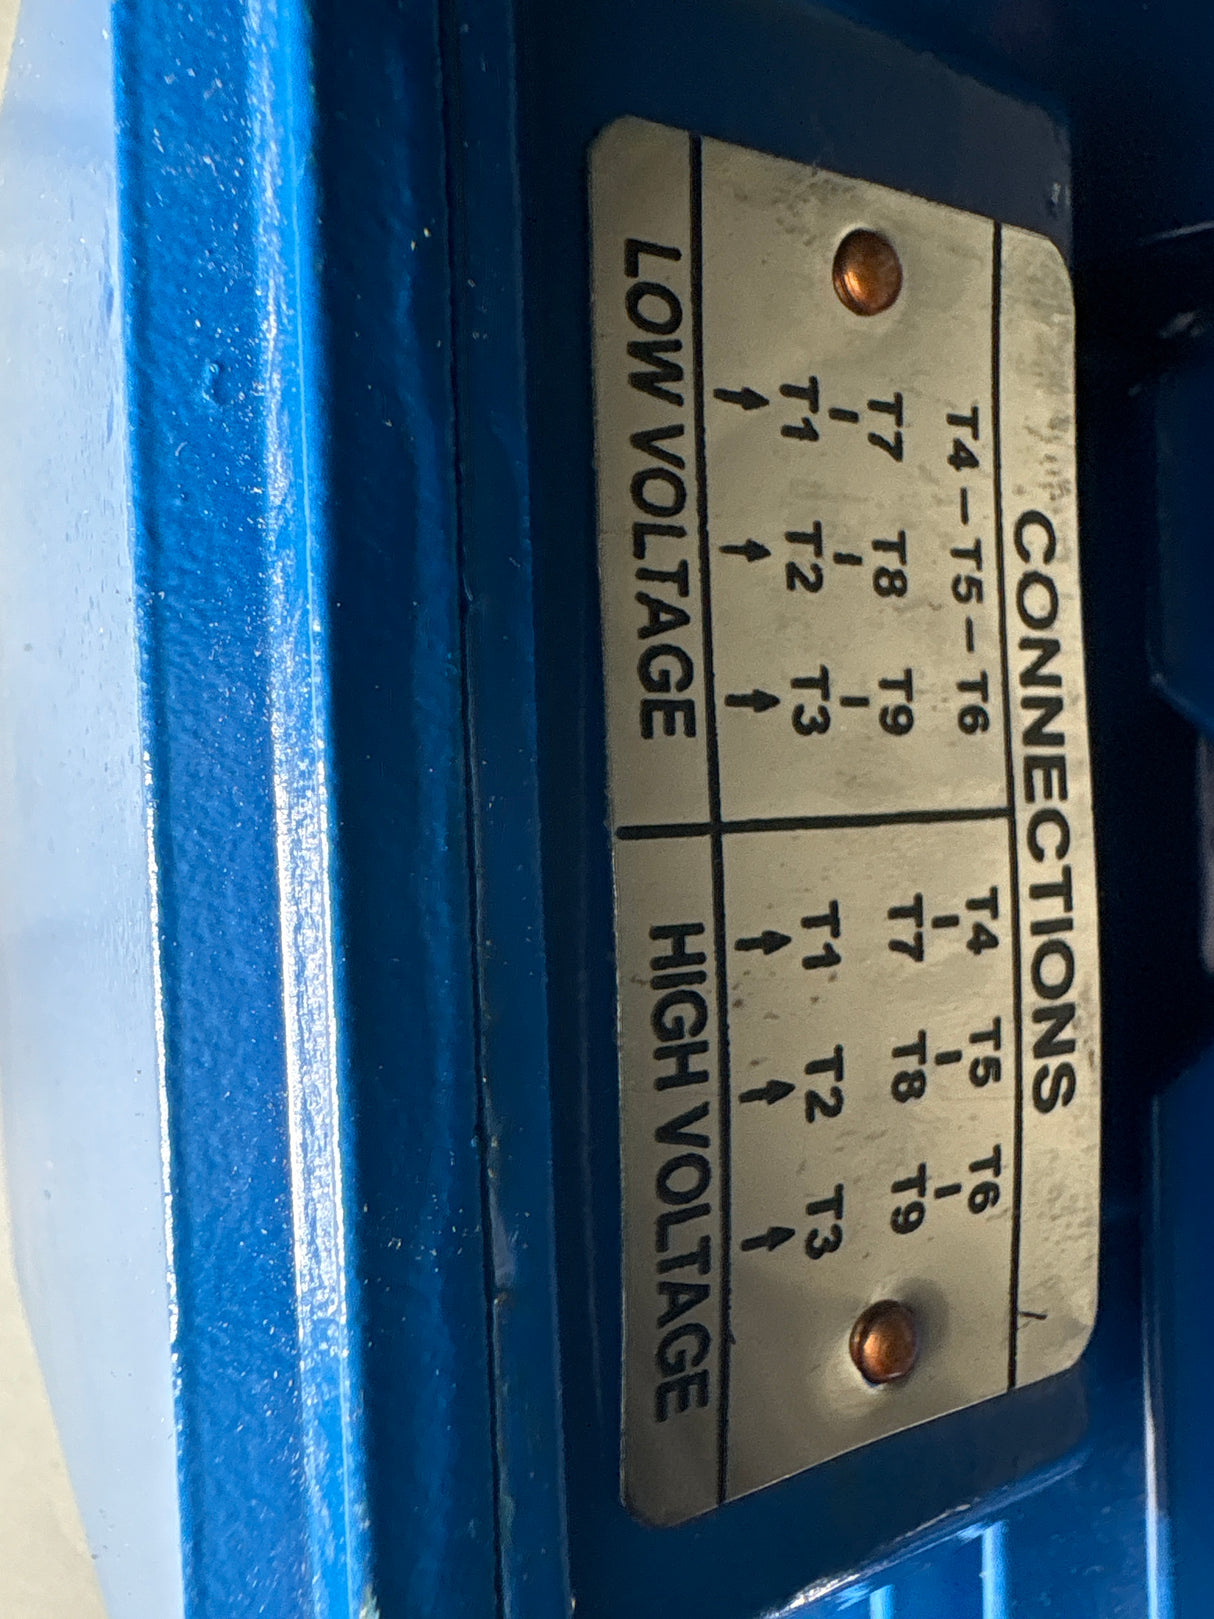 CONNECTIONS
T4-T5-T6
T7 T8 T9
T1 T2 T3
LOW VOLTAGE
T4 T5 T6
T7 T8 T9
T1 T2 T3
HIGH VOLTAGE